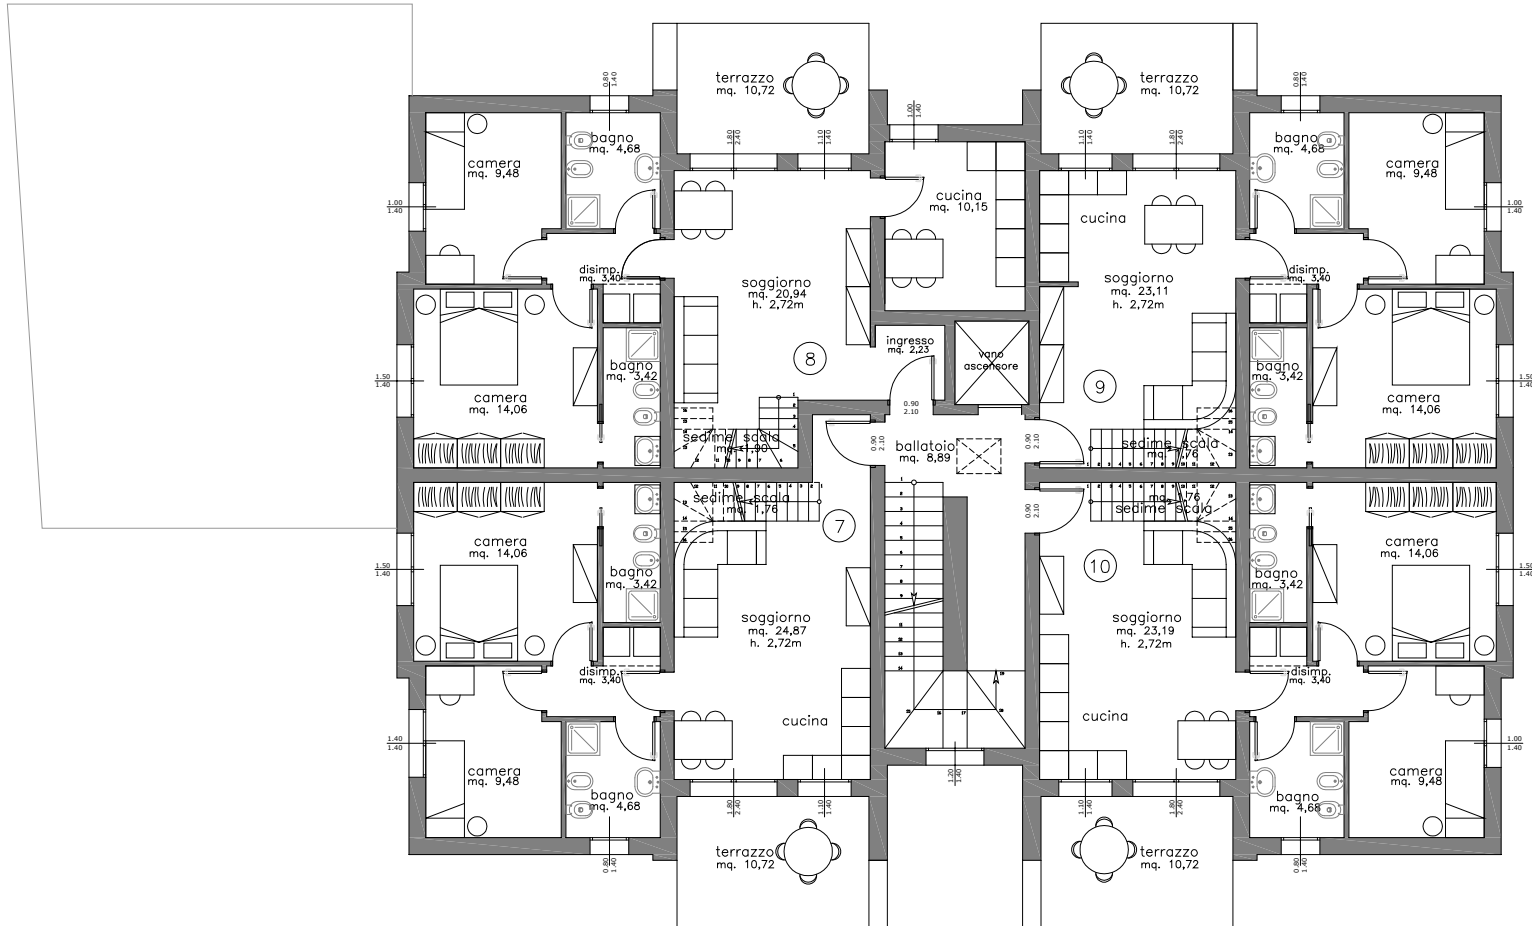 terrazzo
mq. 10,72
0.80
1.40
bagno
mq. 4,68
camera
mq. 9,48
1.00
1.40
disimp.
mq. 3,40
1.80
2.40
1.10
1.40
soggiorno
mq. 20,94
h. 2,72m
8
1.00
1.40
cucina
mq. 10,15
ingresso
mq. 2,23
vano
ascensore
0.90
2.10
1.50
1.40
camera
mq. 14,06
bagno
mq. 3,42
sedime scala
mq. 1,90
0.90
2.10
ballatoio
mq. 8,89
terrazzo
mq. 10,72
1.10
1.40
1.80
2.40
0.80
1.40
bagno
mq. 4,68
camera
mq. 9,48
1.00
1.40
cucina
soggiorno
mq. 23,11
h. 2,72m
9
disimp.
mq. 3,40
bagno
mq. 3,42
camera
mq. 14,06
1.50
1.40
0.90
2.10
sedime scala
sedime scala
mq. 1,76
7
camera
mq. 14,06
1.50
1.40
bagno
mq. 3,42
soggiorno
mq. 24,87
h. 2,72m
disimp.
mq. 3,40
cucina
1.40
1.40
camera
mq. 9,48
bagno
mq. 4,68
0.80
1.40
1.80
2.40
1.10
1.40
terrazzo
mq. 10,72
1.20
1.40
0.90
2.10
sedime scala
10
soggiorno
mq. 23,19
h. 2,72m
cucina
bagno
mq. 3,42
camera
mq. 14,06
1.50
1.40
disimp.
mq. 3,40
1.00
1.40
camera
mq. 9,48
bagno
mq. 4,68
1.10
1.40
1.80
2.40
0.80
1.40
terrazzo
mq. 10,72